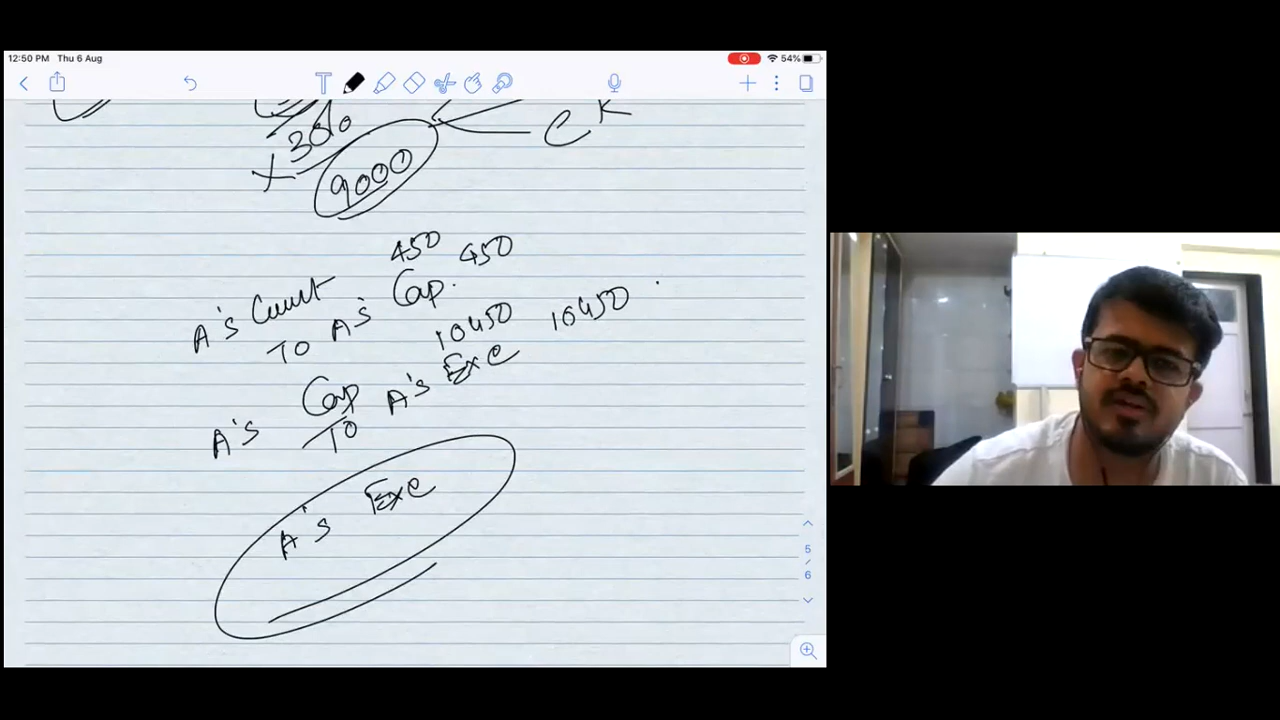 12:50 PM Thu 6 Aug
54%
T
× 30%
9000
C K
450 450
A's Current
To A's Cap.
10450 10450
A's Cap
To A's Exe
A's Exe
5
/
6